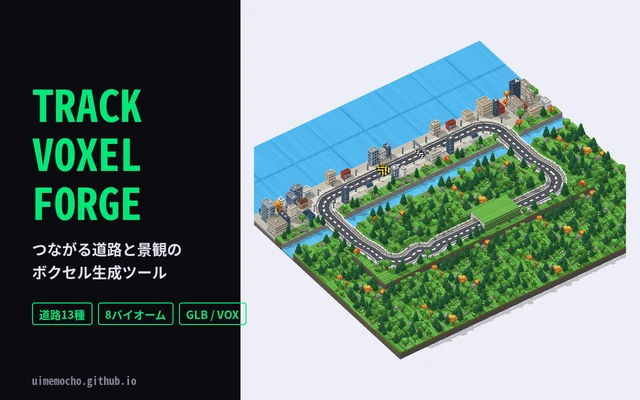 TRACK
VOXEL
FORGE
つながる道路と景観の
ボクセル生成ツール
道路13種
8バイオーム
GLB / VOX
uimemocho.github.io